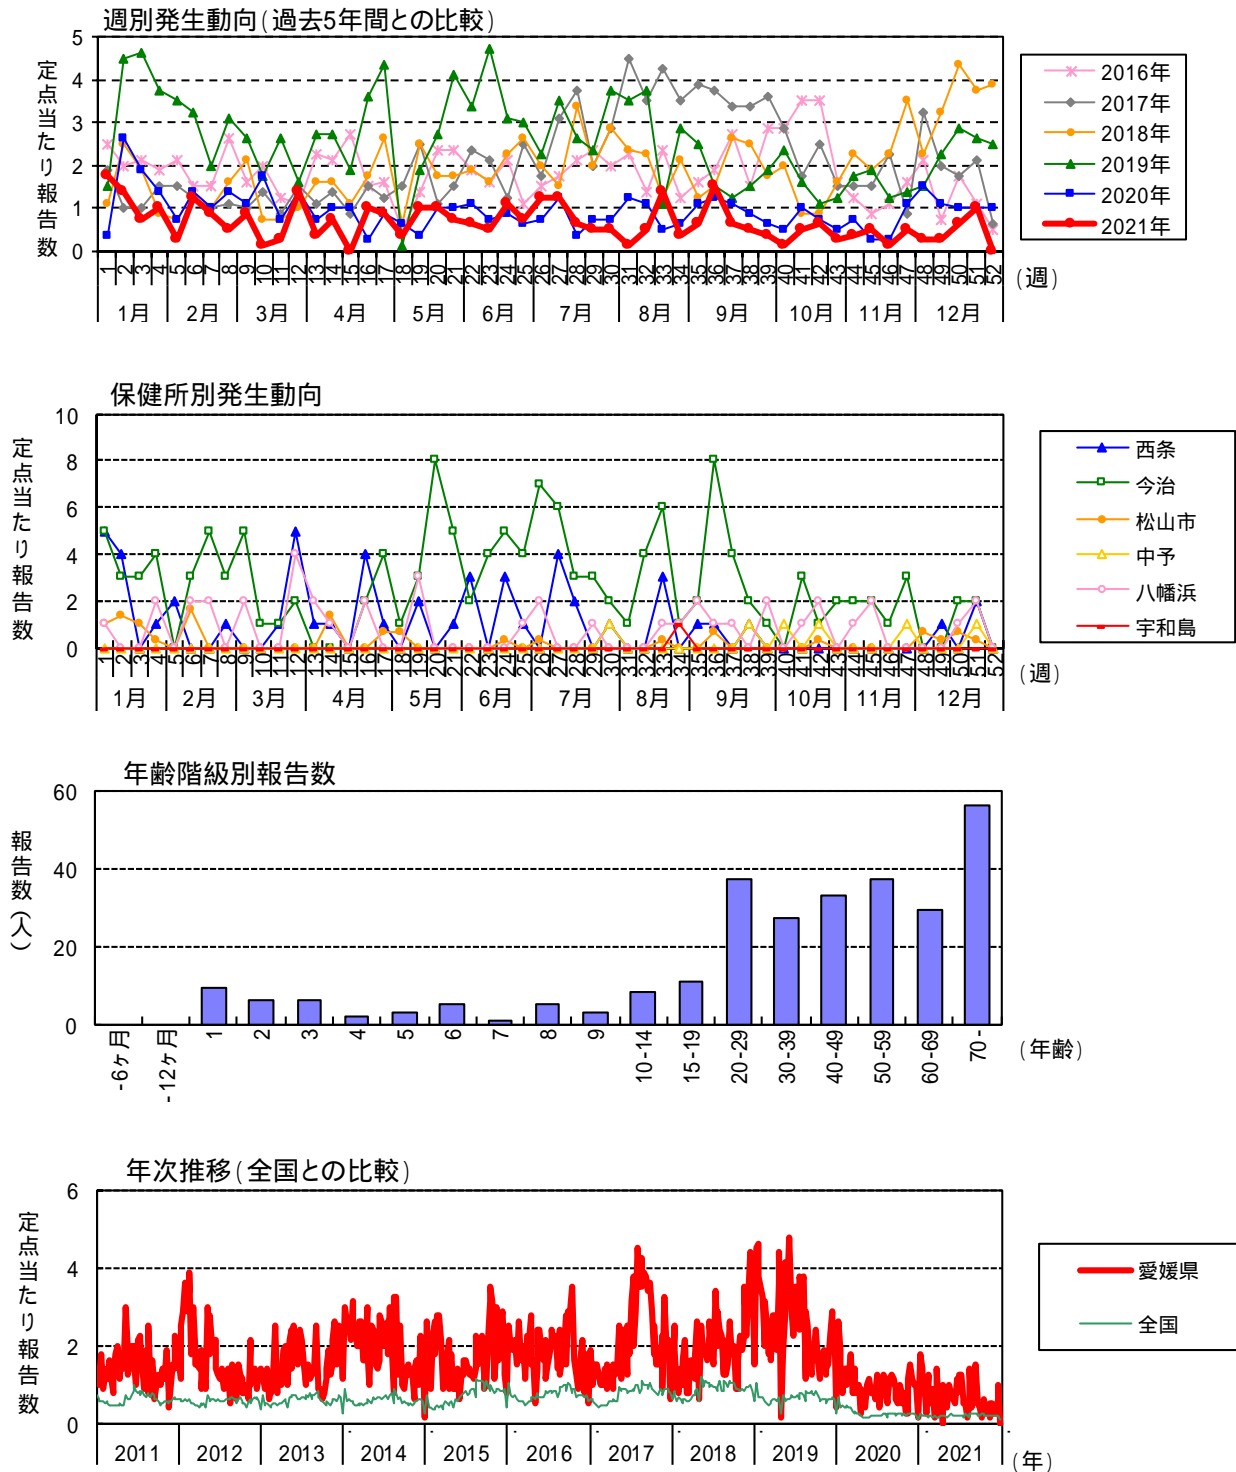 週別発生動向(過去5年間との比較)
定点当たり報告数
5
4
3
2
1
0
1 2 3 4 5 6 7 8 9 10 11 12 13 14 15 16 17 18 19 20 21 22 23 24 25 26 27 28 29 30 31 32 33 34 35 36 37 38 39 40 41 42 43 44 45 46 47 48 49 50 51 52
(週)
1月 2月 3月 4月 5月 6月 7月 8月 9月 10月 11月 12月
2016年
2017年
2018年
2019年
2020年
2021年
保健所別発生動向
定点当たり報告数
10
8
6
4
2
0
1 2 3 4 5 6 7 8 9 10 11 12 13 14 15 16 17 18 19 20 21 22 23 24 25 26 27 28 29 30 31 32 33 34 35 36 37 38 39 40 41 42 43 44 45 46 47 48 49 50 51 52
(週)
1月 2月 3月 4月 5月 6月 7月 8月 9月 10月 11月 12月
西条
今治
松山市
中予
八幡浜
宇和島
年齢階級別報告数
報告数(人)
60
40
20
0
-6ヶ月 -12ヶ月 1 2 3 4 5 6 7 8 9 10-14 15-19 20-29 30-39 40-49 50-59 60-69 70-
(年齢)
年次推移(全国との比較)
定点当たり報告数
6
4
2
0
2011 2012 2013 2014 2015 2016 2017 2018 2019 2020 2021
(年)
愛媛県
全国